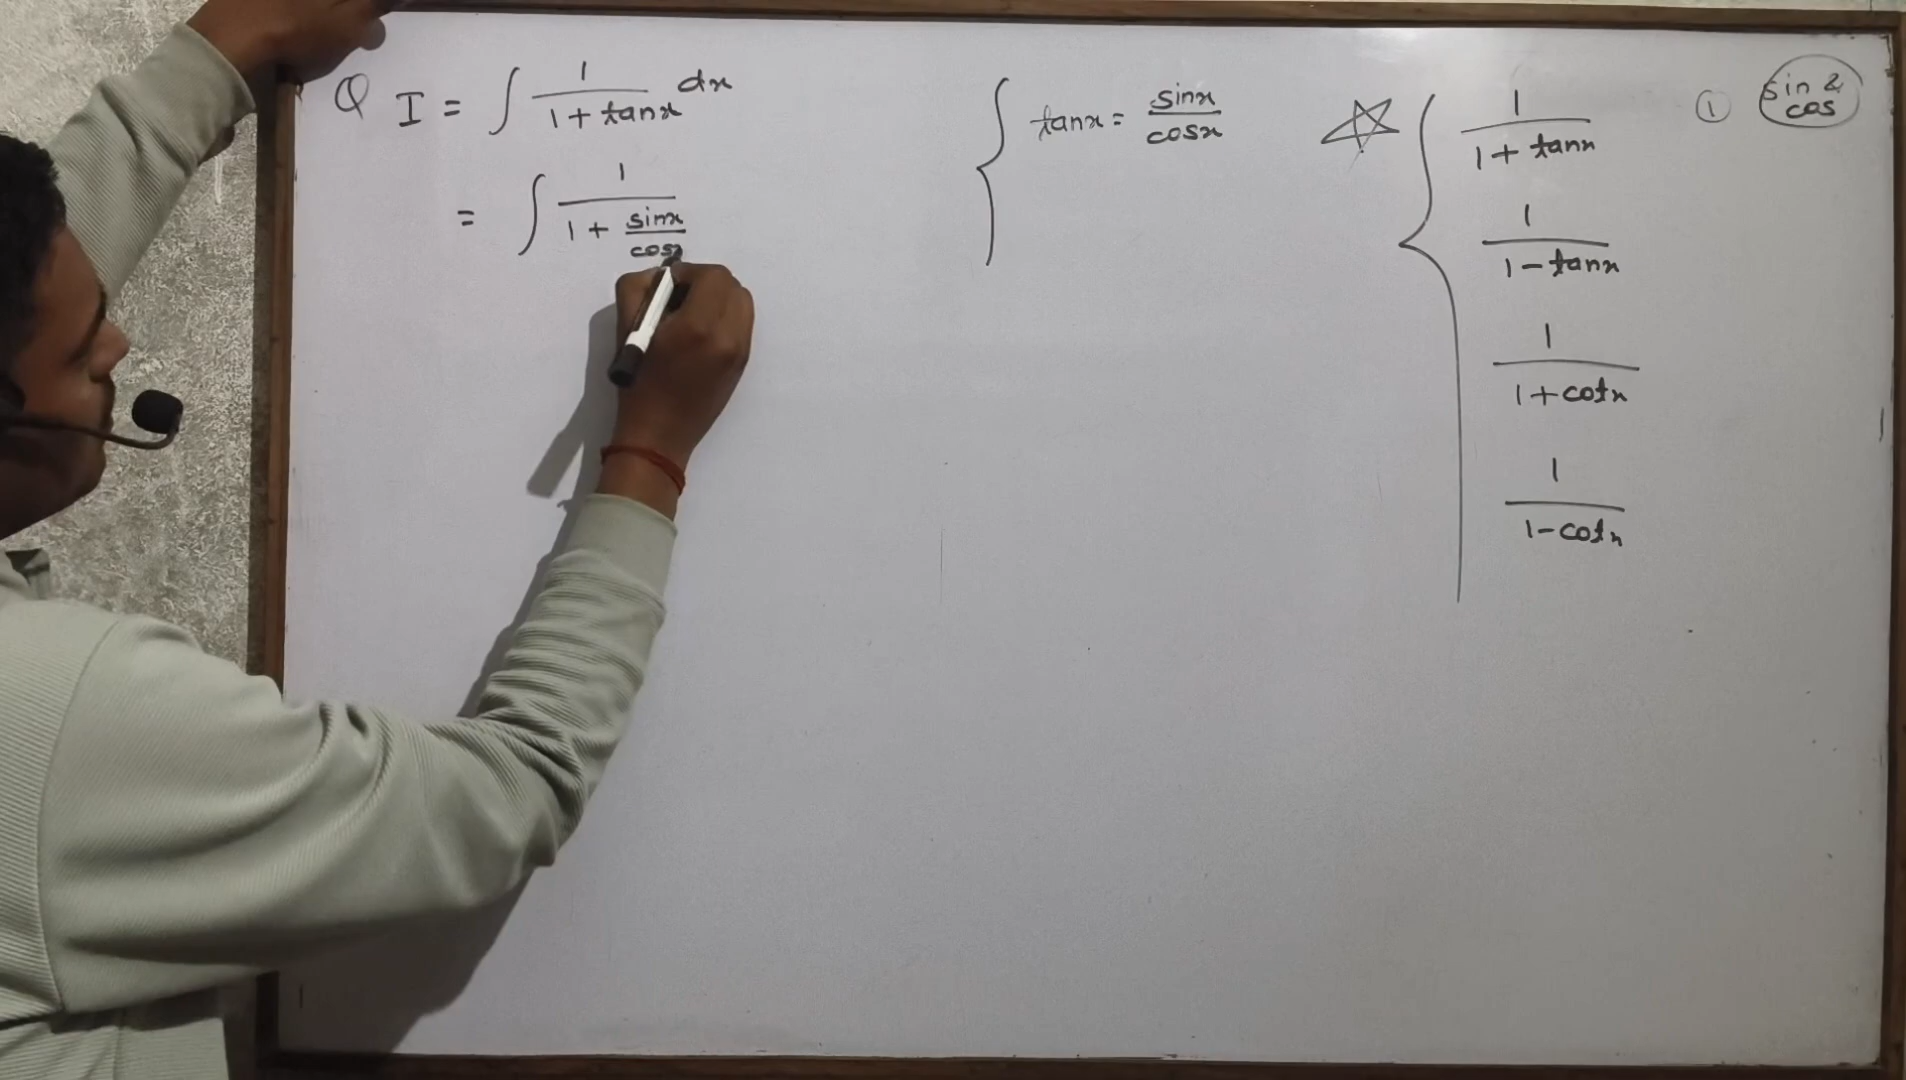 Q I = ∫ 1/(1 + tanx) dx
= ∫ 1/(1 + sinx/cosx)
tanx = sinx/cosx
1/(1 + tanx)
1/(1 - tanx)
1/(1 + cotx)
1/(1 - cotx)
① sin &
cos